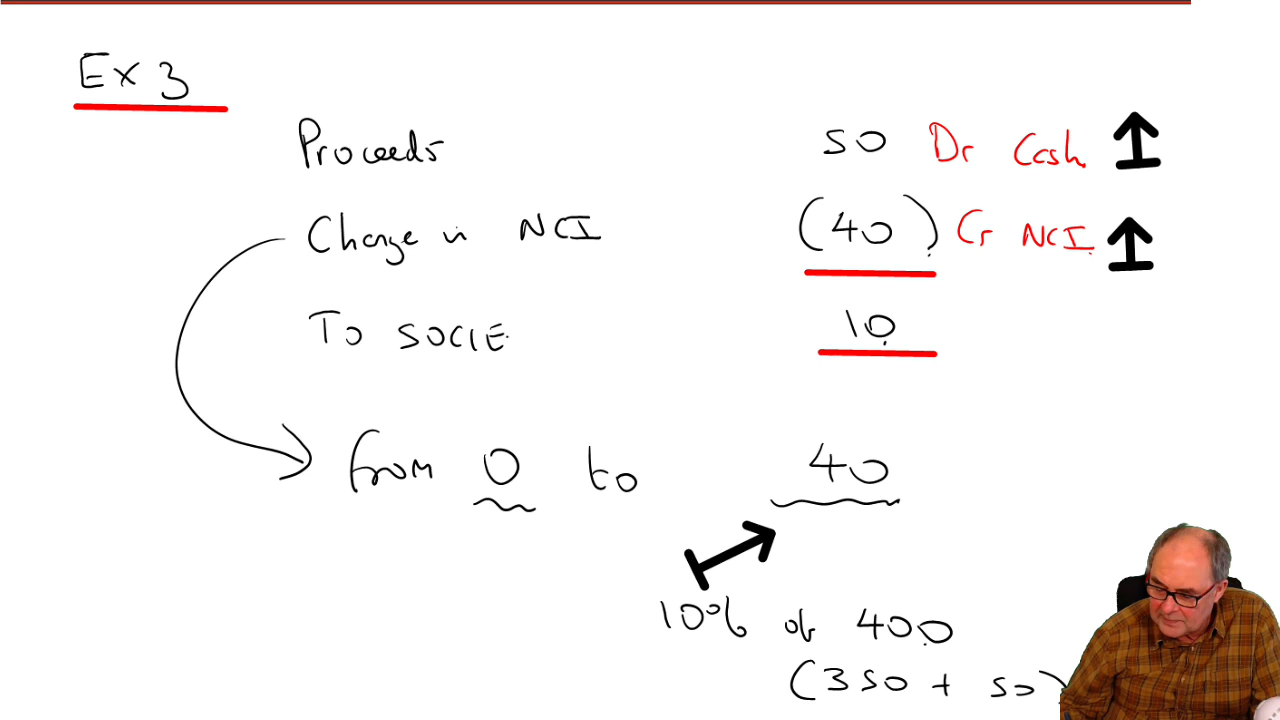 Ex 3
Proceeds 50 Dr Cash
Change in NCI (40) Cr NCI
To SOCIE 10
from 0 to 40
10% of 400
(350 + 50)